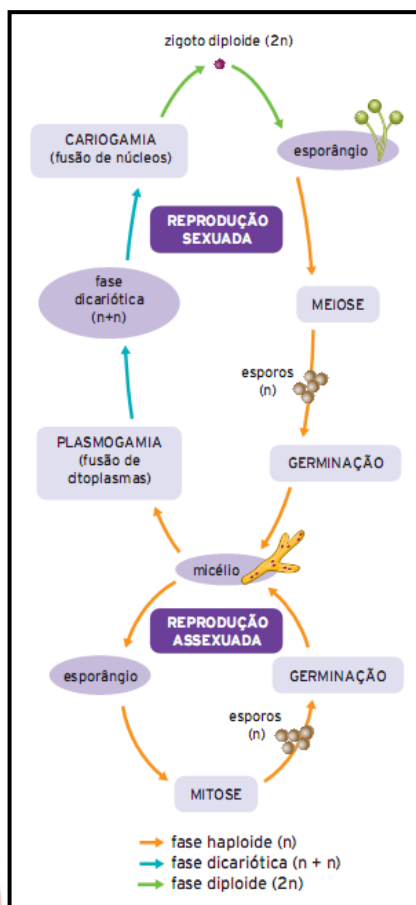 zigoto diploide (2n)
CARIOGAMIA
(fusão de núcleos)
esporângio
REPRODUÇÃO
SEXUADA
fase
dicariótica
(n+n)
MEIOSE
esporos
(n)
PLASMOGAMIA
(fusão de
citoplasmas)
GERMINAÇÃO
micélio
REPRODUÇÃO
ASSEXUADA
esporângio
GERMINAÇÃO
esporos
(n)
MITOSE
fase haploide (n)
fase dicariótica (n + n)
fase diploide (2n)